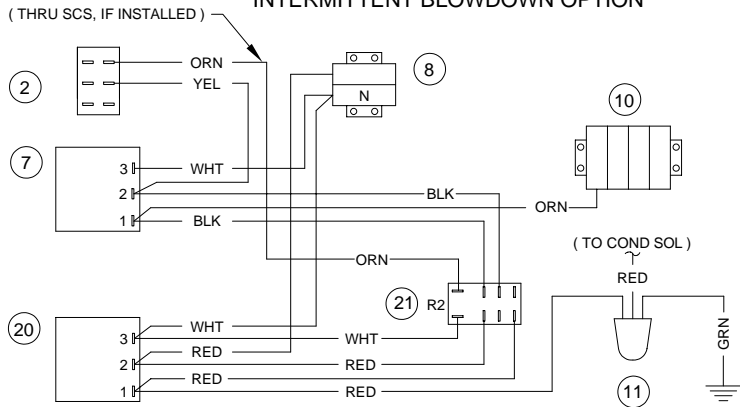 INTERMITTENT BLOWDOWN OPTION
( THRU SCS, IF INSTALLED )
2
ORN
YEL
8
N
10
7
3
WHT
2
BLK
ORN
1
BLK
( TO COND SOL )
RED
ORN
21
R2
20
3
WHT
WHT
2
RED
RED
1
RED
RED
11
GRN